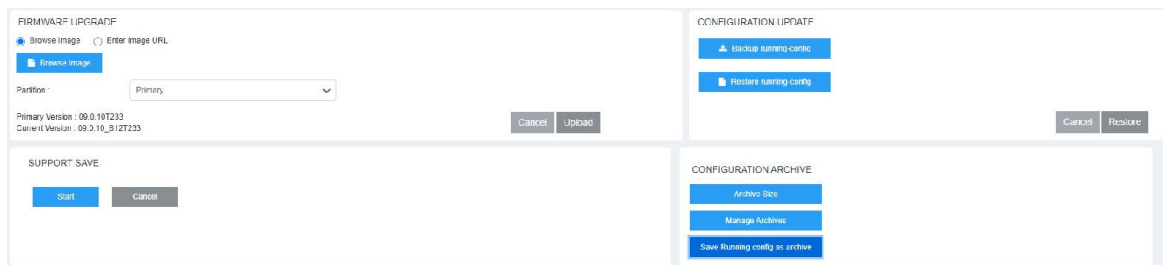 FIRMWARE UPGRADE
Browse Image Enter Image URL
Browse Image
Partition : Primary
Primary Version : 09.0.10T233
Current Version : 09.0.10_B12T233
Cancel Upload
CONFIGURATION UPDATE
Backup running-config
Restore running-config
Cancel Restore
SUPPORT SAVE
Start Cancel
CONFIGURATION ARCHIVE
Archive Size
Manage Archives
Save Running config as archive